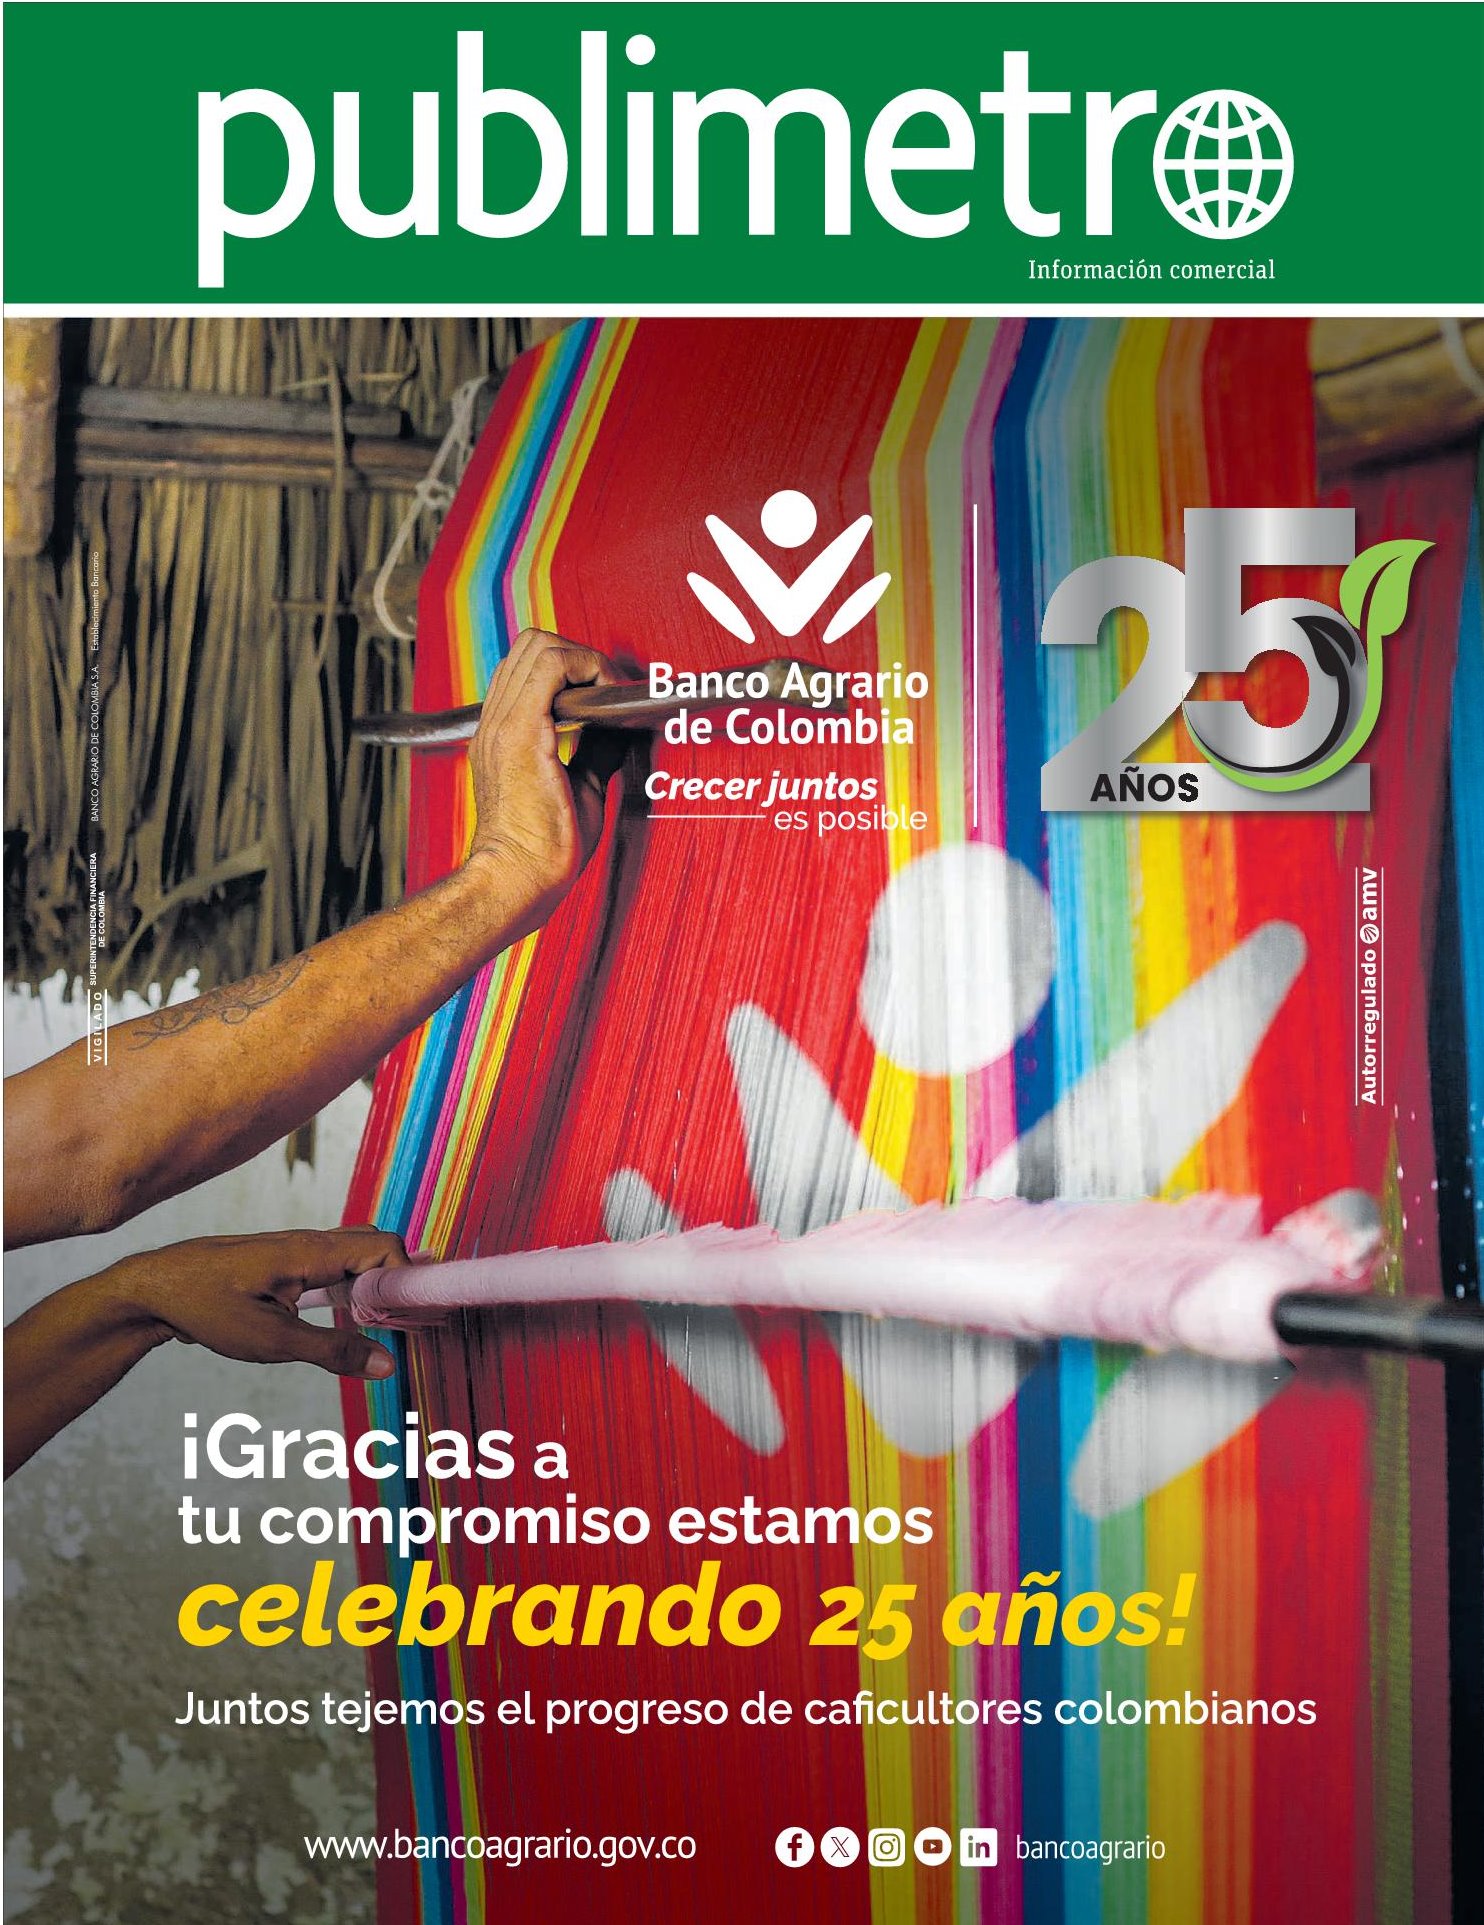 publimetro
Información comercial
Banco Agrario
de Colombia
Crecer juntos
es posible
25
AÑOS
VIGILADO
SUPERINTENDENCIA FINANCIERA
DE COLOMBIA
BANCO AGRARIO DE COLOMBIA S.A. Establecimiento Bancario
Autorregulado amv
¡Gracias a
tu compromiso estamos
celebrando 25 años!
Juntos tejemos el progreso de caficultores colombianos
www.bancoagrario.gov.co
bancoagrario